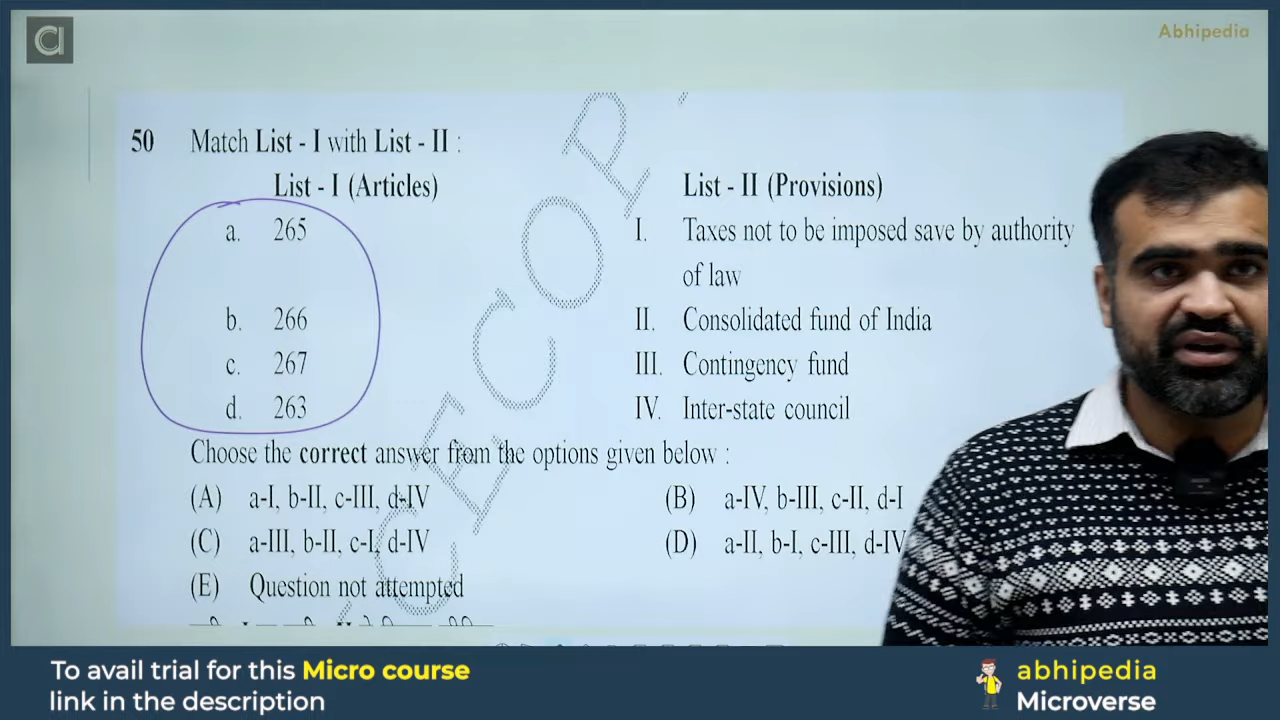 Abhipedia
50 Match List - I with List - II :
List - I (Articles) List - II (Provisions)
a. 265 I. Taxes not to be imposed save by authority
of law
b. 266 II. Consolidated fund of India
c. 267 III. Contingency fund
d. 263 IV. Inter-state council
Choose the correct answer from the options given below :
(A) a-I, b-II, c-III, d-IV (B) a-IV, b-III, c-II, d-I
(C) a-III, b-II, c-I, d-IV (D) a-II, b-I, c-III, d-IV
(E) Question not attempted
To avail trial for this Micro course
link in the description
abhipedia
Microverse